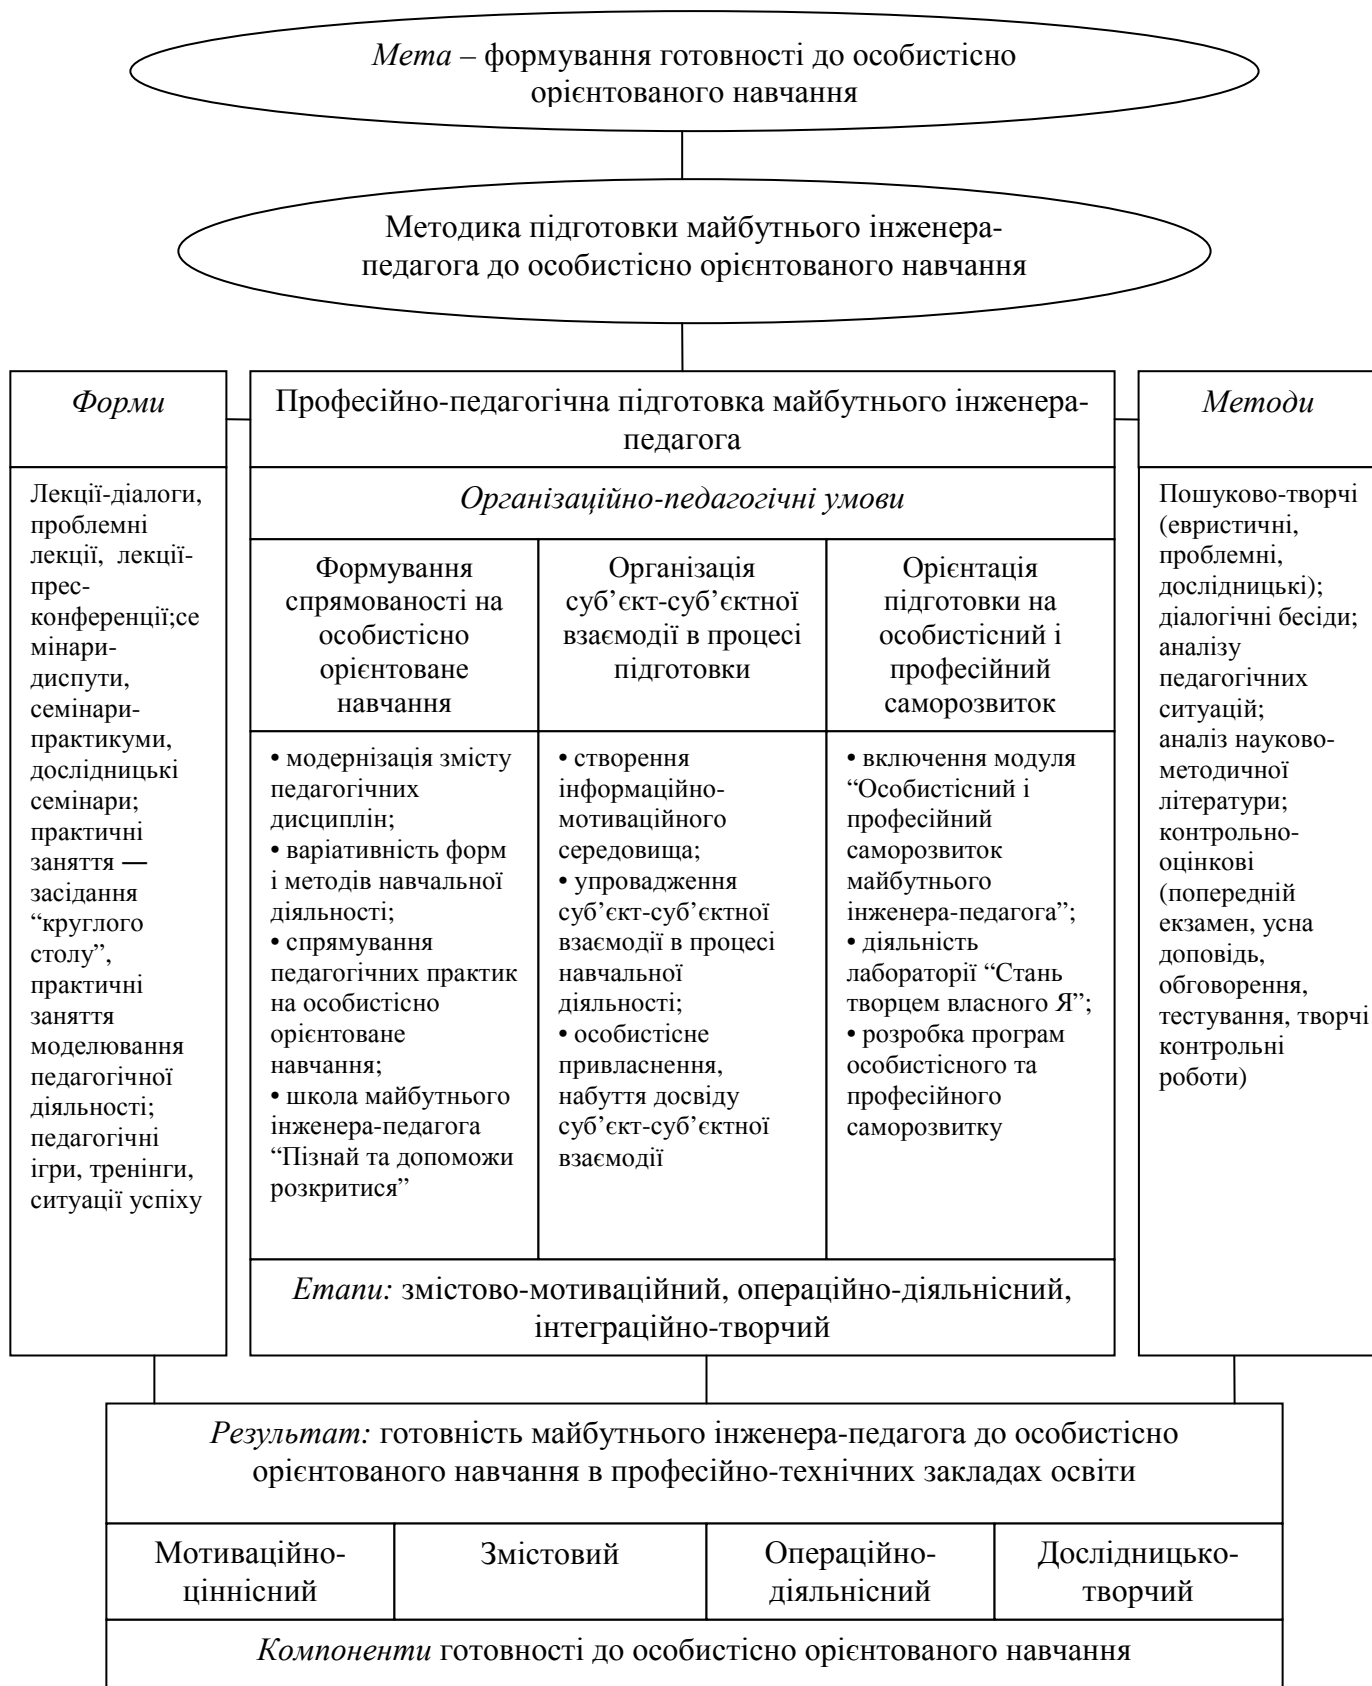 Мета – формування готовності до особистісно
орієнтованого навчання
Методика підготовки майбутнього інженера-
педагога до особистісно орієнтованого навчання
Форми
Лекції-діалоги,
проблемні
лекції, лекції-
прес-
конференції;се
мінари-
диспути,
семінари-
практикуми,
дослідницькі
семінари;
практичні
заняття —
засідання
“круглого
столу”,
практичні
заняття
моделювання
педагогічної
діяльності;
педагогічні
ігри, тренінги,
ситуації успіху
Професійно-педагогічна підготовка майбутнього інженера-
педагога
Організаційно-педагогічні умови
Формування
спрямованості на
особистісно
орієнтоване
навчання
Організація
суб’єкт-суб’єктної
взаємодії в процесі
підготовки
Орієнтація
підготовки на
особистісний і
професійний
саморозвиток
• модернізація змісту
педагогічних
дисциплін;
• варіативність форм
і методів навчальної
діяльності;
• спрямування
педагогічних практик
на особистісно
орієнтоване
навчання;
• школа майбутнього
інженера-педагога
“Пізнай та допоможи
розкритися”
• створення
інформаційно-
мотиваційного
середовища;
• упровадження
суб’єкт-суб’єктної
взаємодії в процесі
навчальної
діяльності;
• особистісне
привласнення,
набуття досвіду
суб’єкт-суб’єктної
взаємодії
• включення модуля
“Особистісний і
професійний
саморозвиток
майбутнього
інженера-педагога”;
• діяльність
лабораторії “Стань
творцем власного Я”;
• розробка програм
особистісного та
професійного
саморозвитку
Етапи: змістово-мотиваційний, операційно-діяльнісний,
інтеграційно-творчий
Методи
Пошуково-творчі
(евристичні,
проблемні,
дослідницькі);
діалогічні бесіди;
аналізу
педагогічних
ситуацій;
аналіз науково-
методичної
літератури;
контрольно-
оцінкові
(попередній
екзамен, усна
доповідь,
обговорення,
тестування, творчі
контрольні
роботи)
Результат: готовність майбутнього інженера-педагога до особистісно
орієнтованого навчання в професійно-технічних закладах освіти
Мотиваційно-
ціннісний
Змістовий
Операційно-
діяльнісний
Дослідницько-
творчий
Компоненти готовності до особистісно орієнтованого навчання